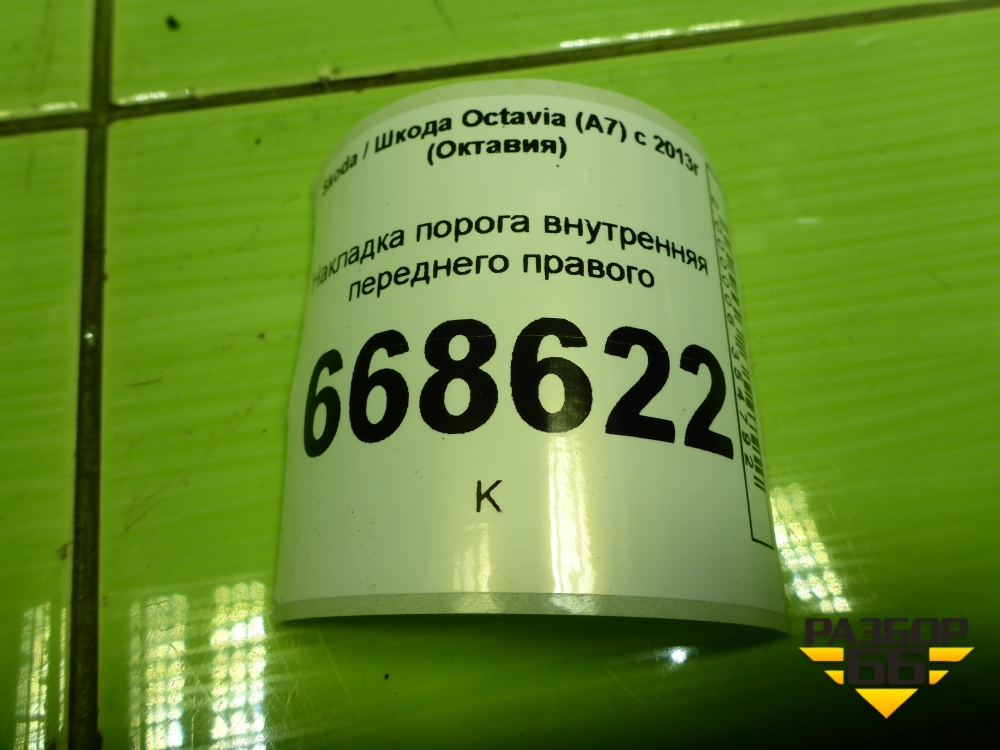 Skoda / Шкода Octavia (A7) с 2013г
(Октавия)
Накладка порога внутренняя
переднего правого
668622
К
РАЗБОР
66